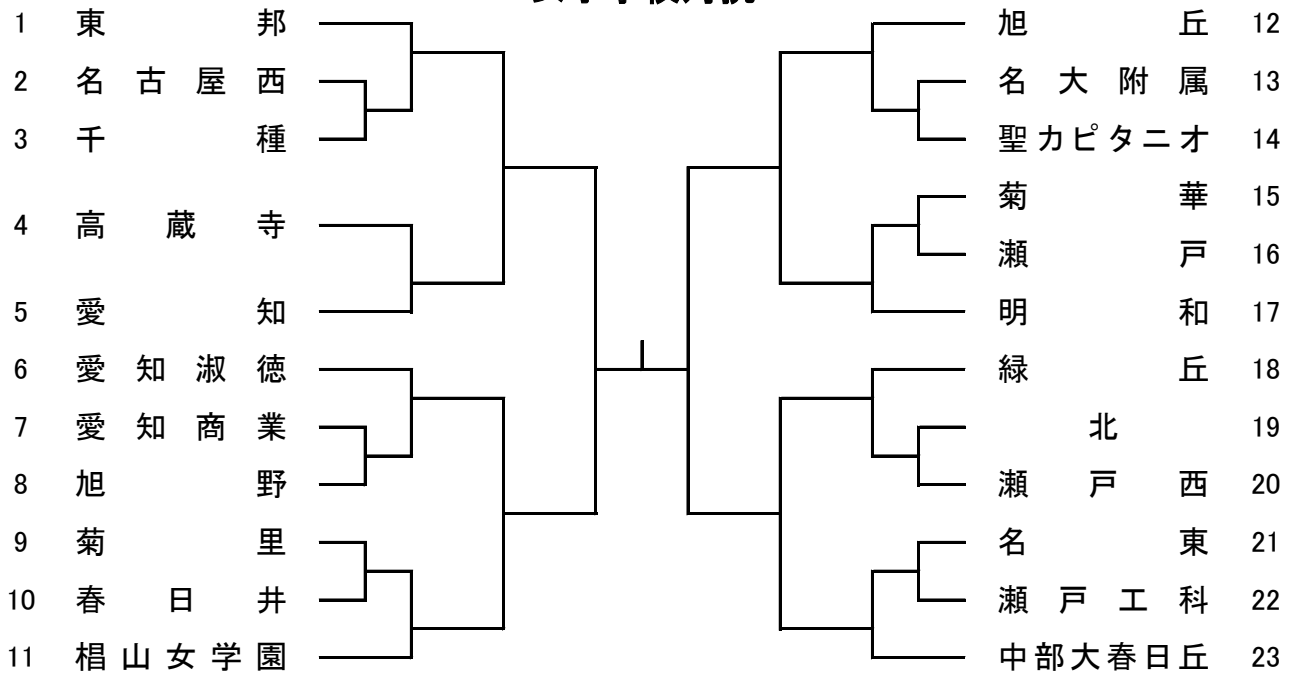 1 東邦
2 名古屋西
3 千種
4 高蔵寺
5 愛知
6 愛知淑徳
7 愛知商業
8 旭野
9 菊里
10 春日井
11 椙山女学園
旭丘 12
名大附属 13
聖カピタニオ 14
菊華 15
瀬戸 16
明和 17
緑丘 18
北 19
瀬戸西 20
名東 21
瀬戸工科 22
中部大春日丘 23